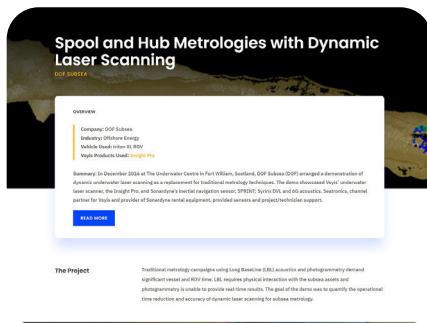 Spool and Hub Metrologies with Dynamic
Laser Scanning
DOF SUBSEA
OVERVIEW
Company: DOF Subsea
Industry: Offshore Energy
Vehicle Used: triton XL ROV
Voyis Products Used: Insight Pro
Summary: In December 2016 at The Underwater Centre in Fort William, Scotland, DOF Subsea (DOF) arranged a demonstration of
dynamic underwater laser scanning as a replacement for traditional metrology techniques. The demo showcased Voyis' underwater
laser scanner, the Insight Pro, and Sonardyne's inertial navigation sensor, SPRINT; Syrinx DVL and 6G acoustics. Seatronics, channel
partner for Voyis and provider of Sonardyne rental equipment, provided sensors and project/technician support.
READ MORE
The Project
Traditional metrology campaigns using Long BaseLine (LBL) acoustics and photogrammetry demand
significant vessel and ROV time. LBL requires physical interaction with the subsea assets and
photogrammetry is unable to provide real-time results. The goal of the demo was to quantify the operational
time reduction and accuracy of dynamic laser scanning for subsea metrology.